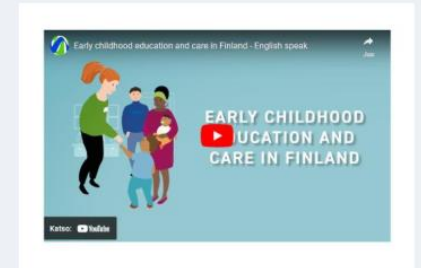 Early childhood education and care in Finland - English speak
Jaa
EARLY CHILDHOOD
EDUCATION AND
CARE IN FINLAND
Katso: YouTube